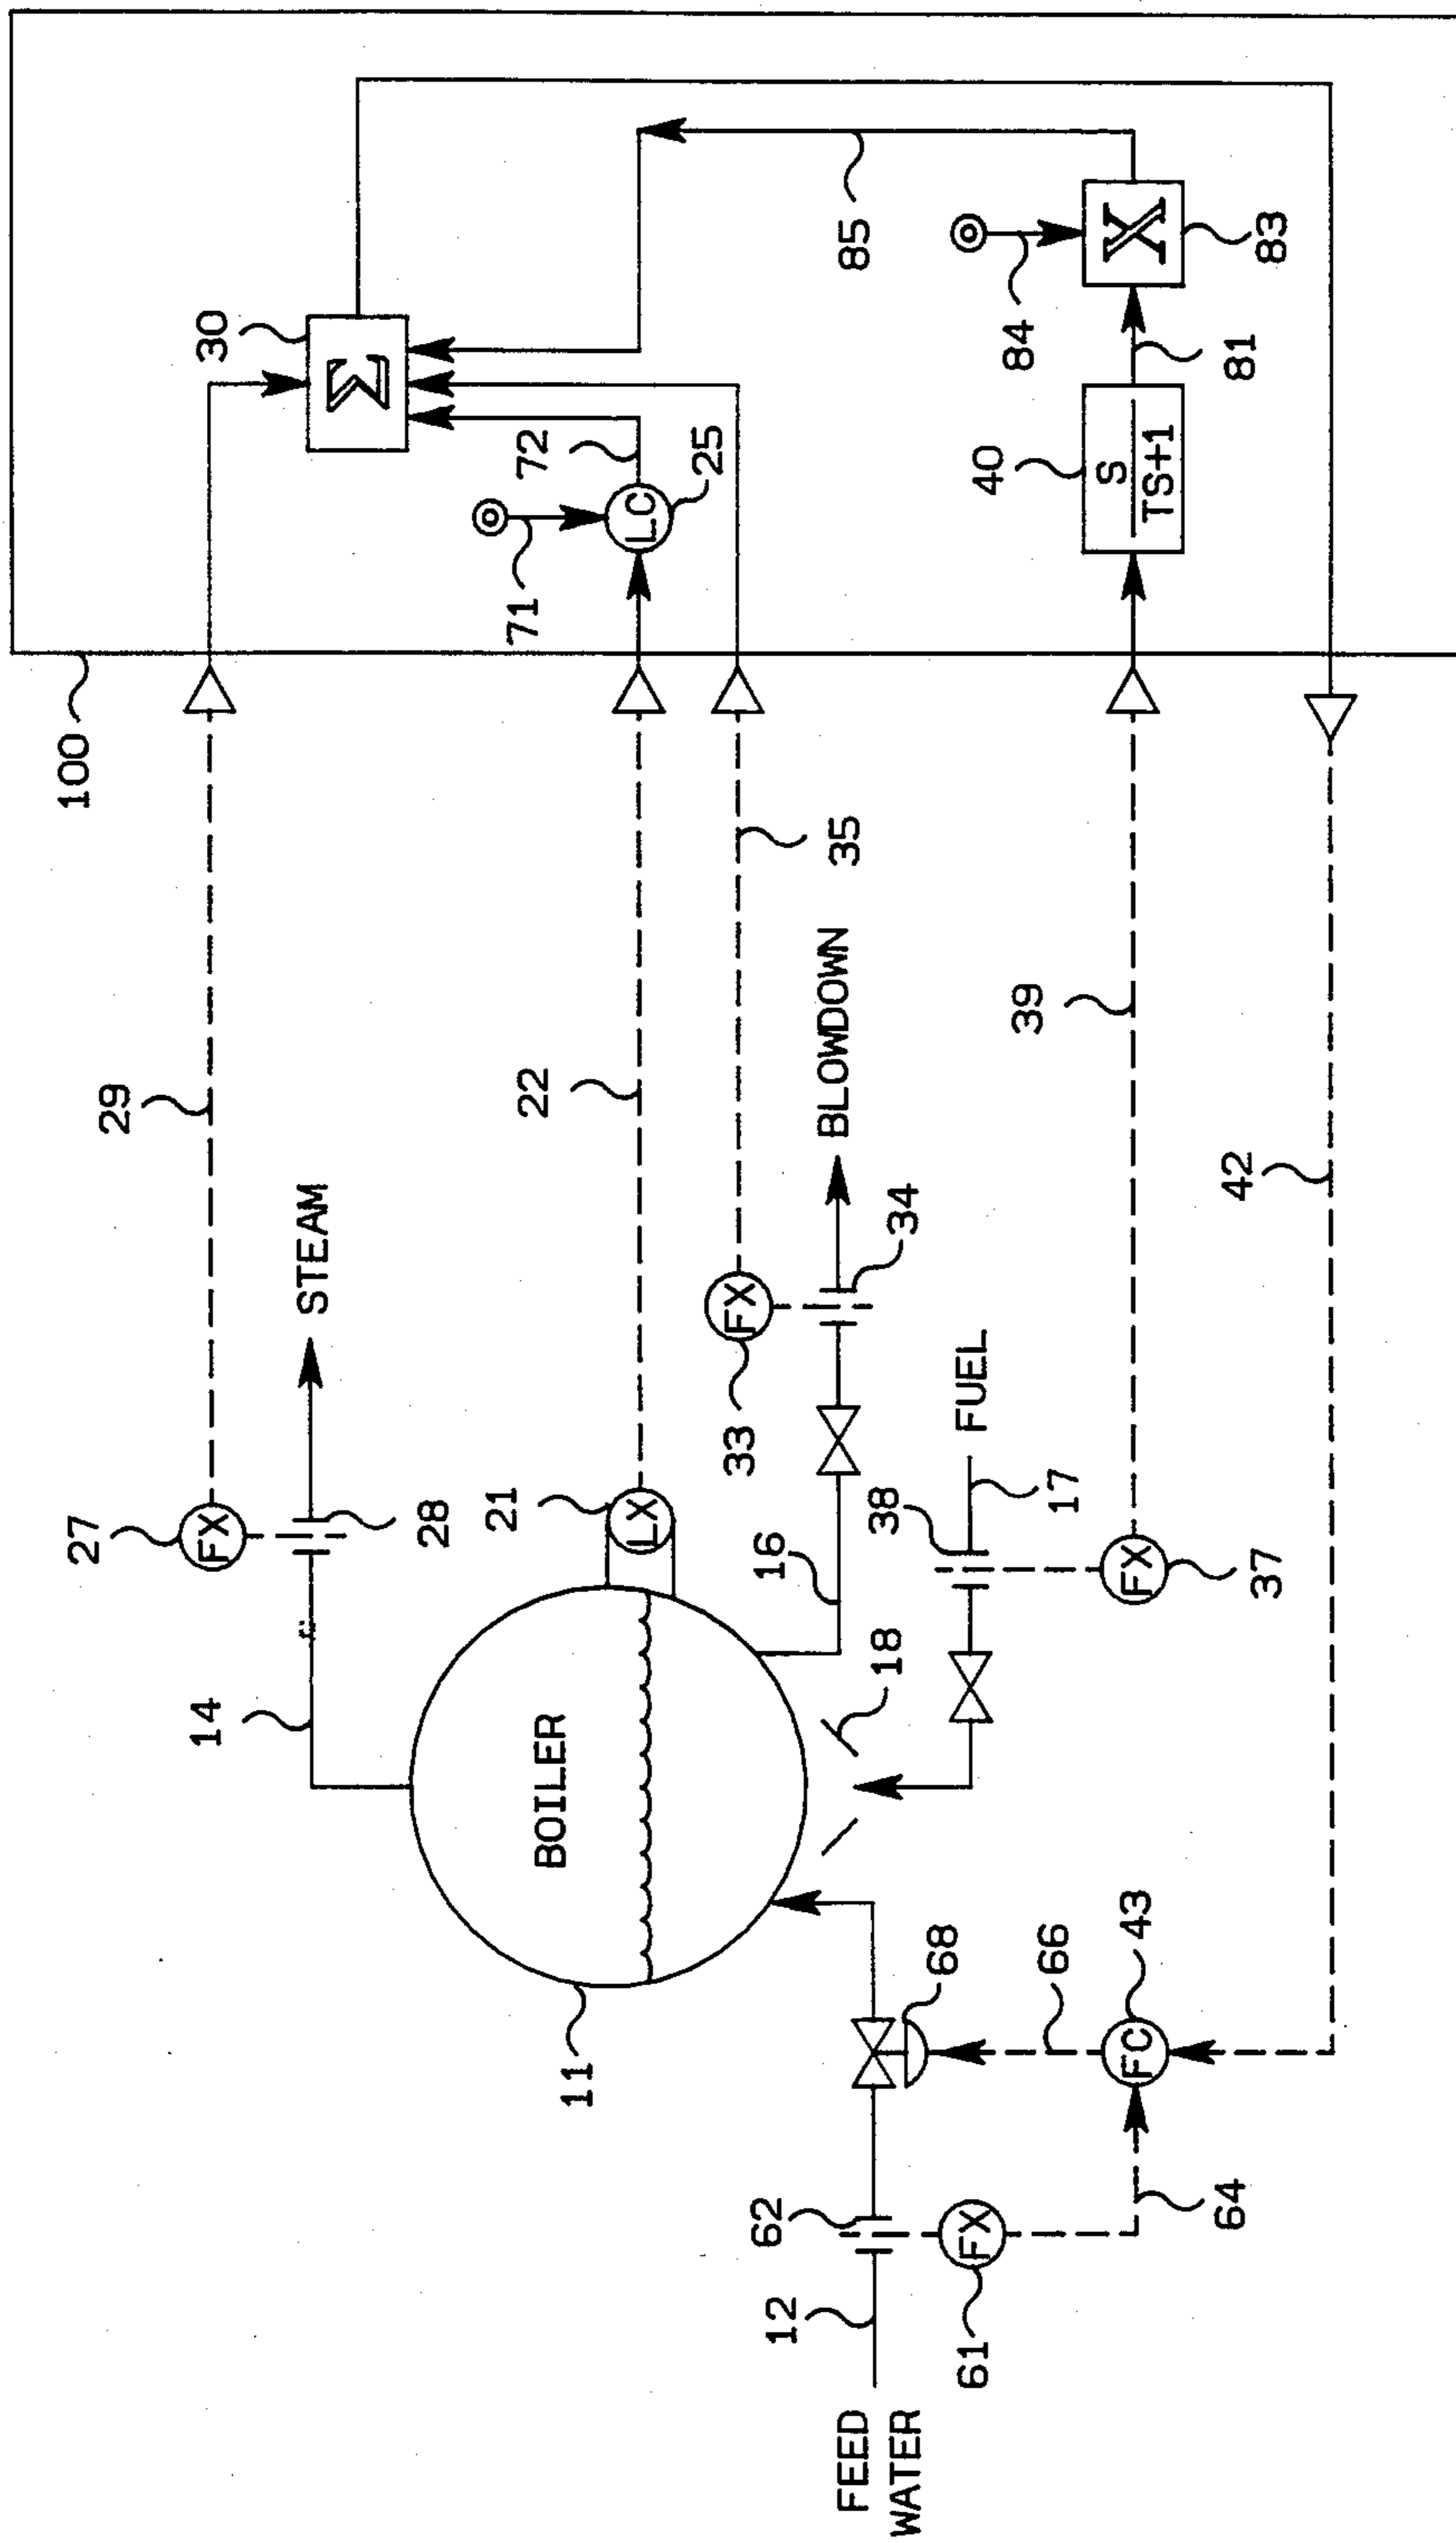 100
30
Σ
29
27
FX
28
STEAM
14
71
72
LC
25
85
84
X
83
81
40
S
TS+1
22
21
LX
35
33
FX
34
BLOWDOWN
16
BOILER
11
18
38
FUEL
17
39
FX
37
42
68
66
43
FC
64
62
12
FX
61
FEED
WATER